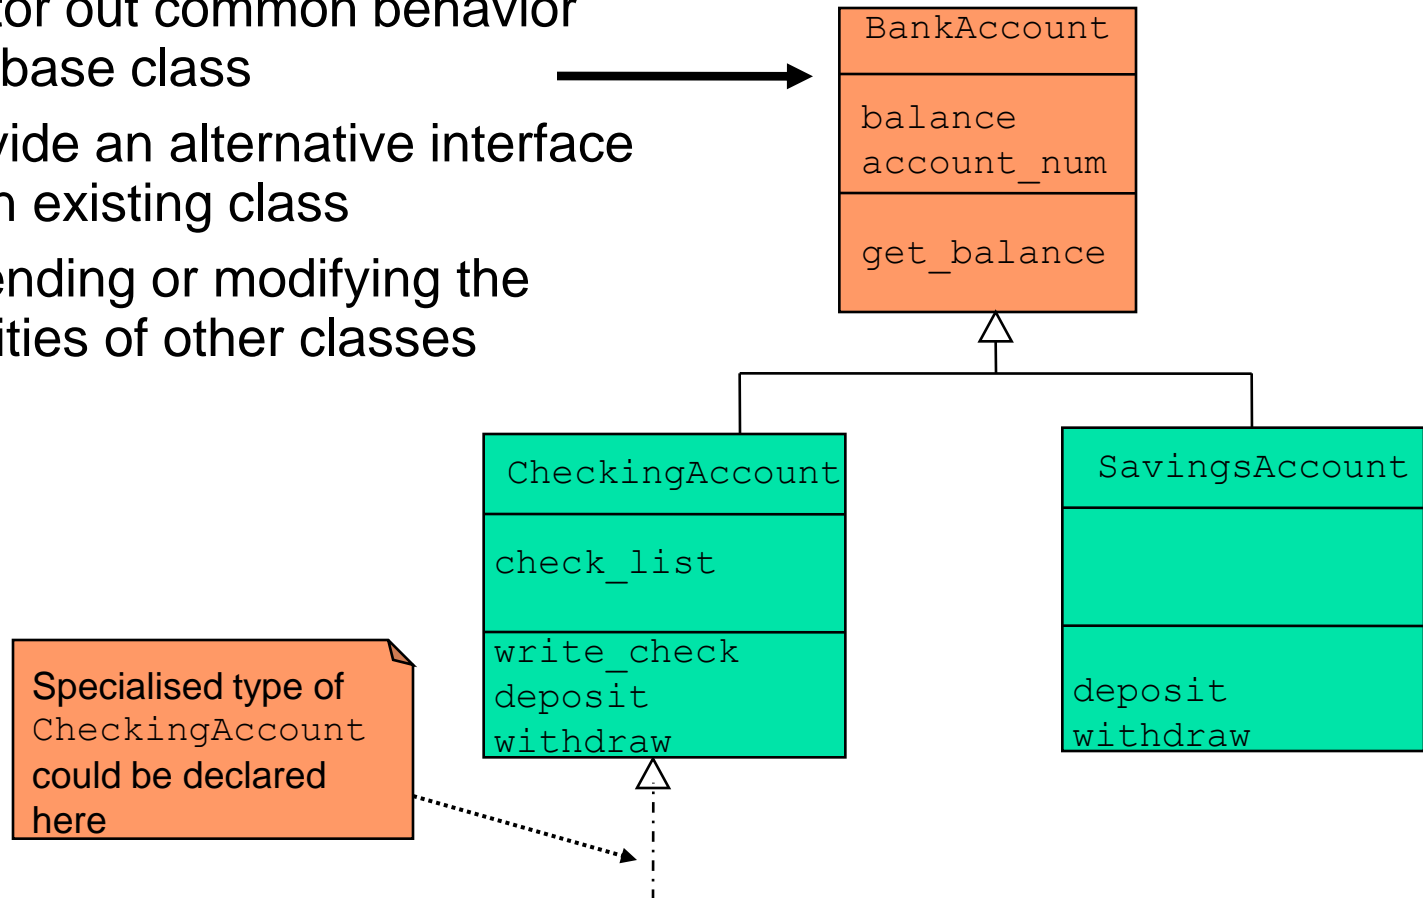 tor out common behavior
base class
vide an alternative interface
n existing class
ending or modifying the
ities of other classes
BankAccount
balance
account_num
get_balance
CheckingAccount
check_list
write_check
deposit
withdraw
SavingsAccount
deposit
withdraw
Specialised type of
CheckingAccount
could be declared
here